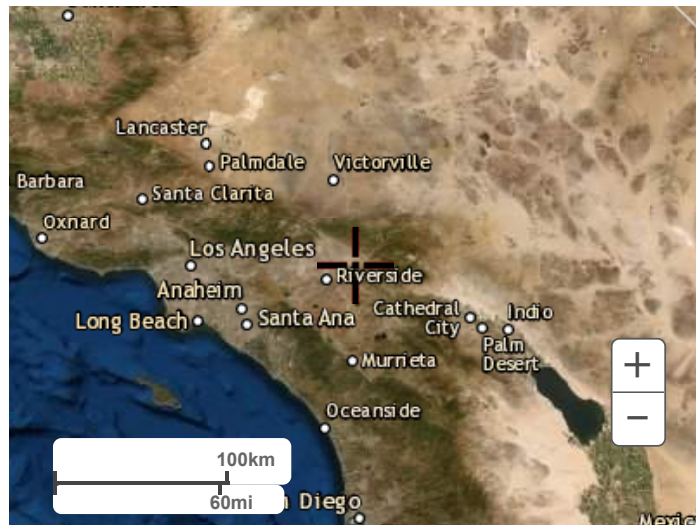 Lancaster
Palmdale
Victorville
Barbara
Santa Clarita
Oxnard
Los Angeles
Riverside
Anaheim
Cathedral
City
Indio
Long Beach
Santa Ana
Palm
Desert
Murrieta
Oceanside
100km
60mi
Diego
+
−